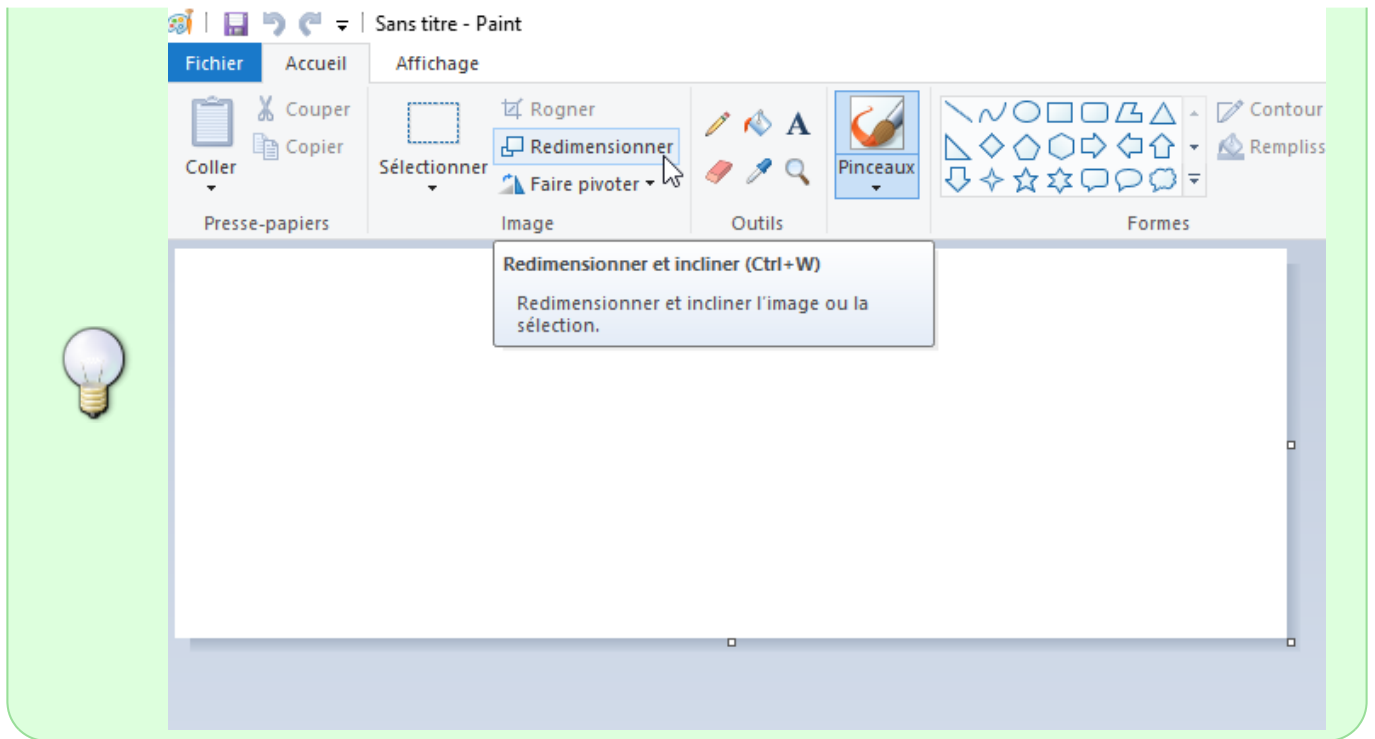 Sans titre - Paint
Fichier Accueil Affichage
Couper
Copier
Coller
Presse-papiers
Sélectionner
Rogner
Redimensionner
Faire pivoter
Image
A
Outils
Pinceaux
Contour
Rempliss
Formes
Redimensionner et incliner (Ctrl+W)
Redimensionner et incliner l'image ou la
sélection.